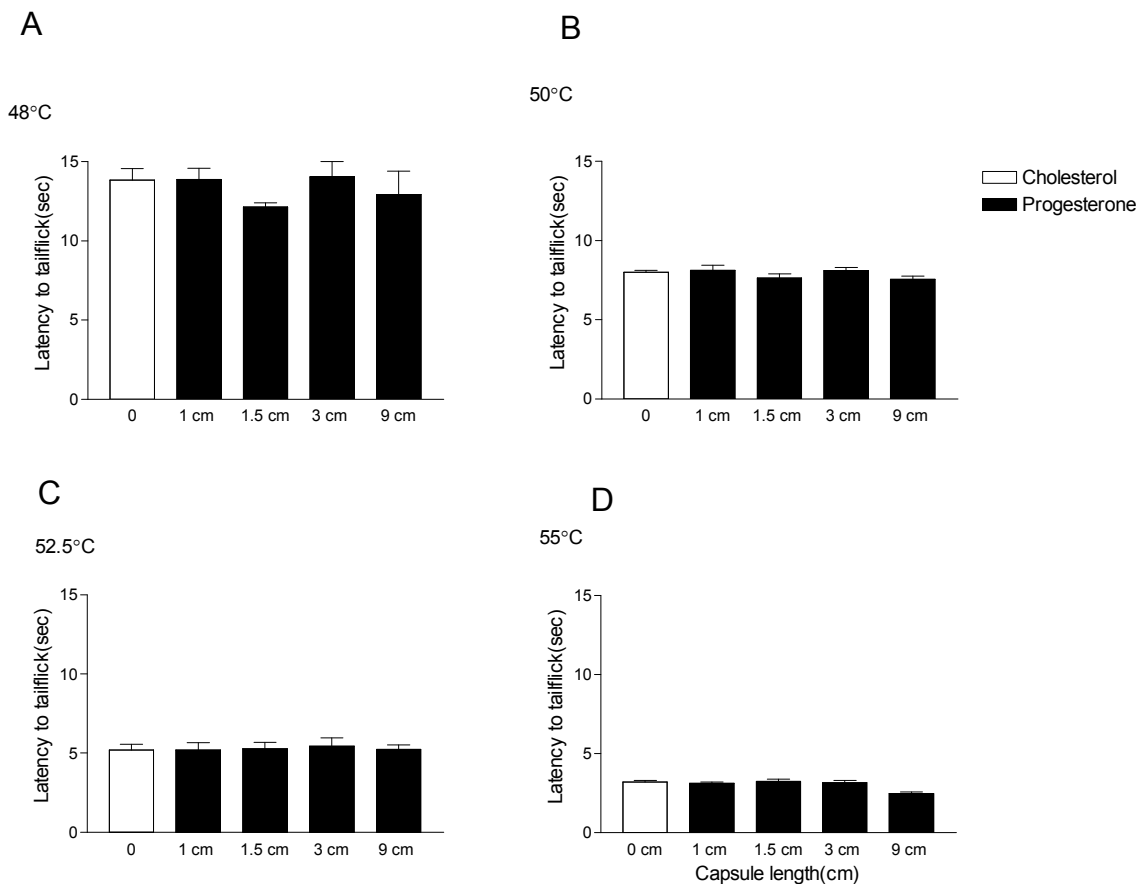 A
48°C
Latency to tailflick(sec)
15
10
5
0
0 1 cm 1.5 cm 3 cm 9 cm
B
50°C
Latency to tailflick(sec)
15
10
5
0
0 1 cm 1.5 cm 3 cm 9 cm
Cholesterol
Progesterone
C
52.5°C
Latency to tailflick(sec)
15
10
5
0
0 1 cm 1.5 cm 3 cm 9 cm
D
55°C
Latency to tailflick(sec)
15
10
5
0
0 cm 1 cm 1.5 cm 3 cm 9 cm
Capsule length(cm)